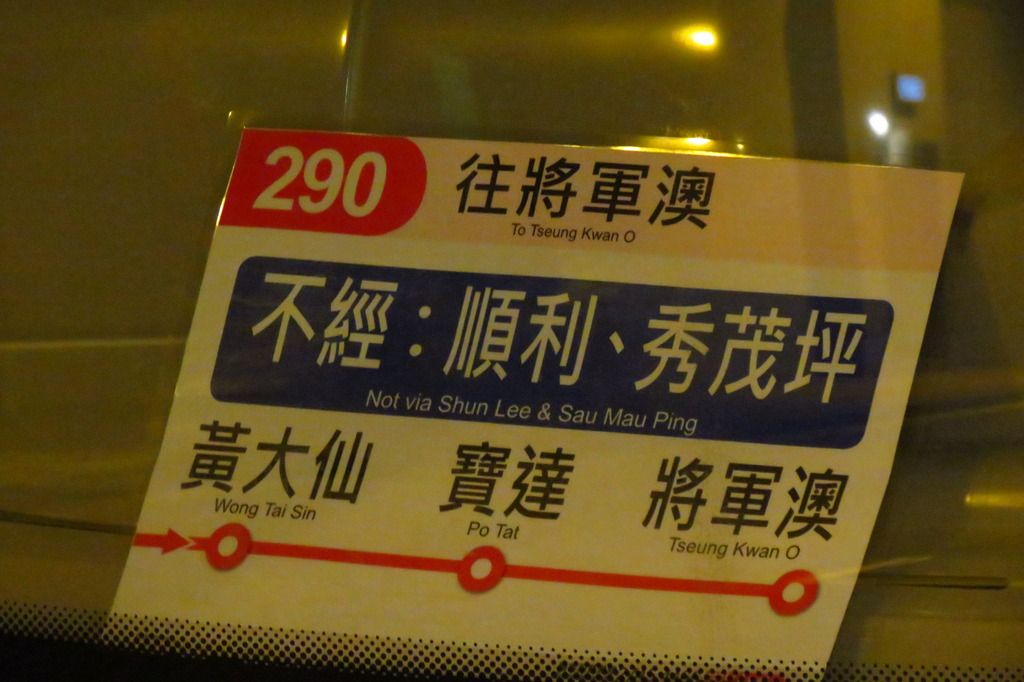 290 往將軍澳
To Tseung Kwan O
不經：順利、秀茂坪
Not via Shun Lee & Sau Mau Ping
黃大仙 寶達 將軍澳
Wong Tai Sin Po Tat Tseung Kwan O